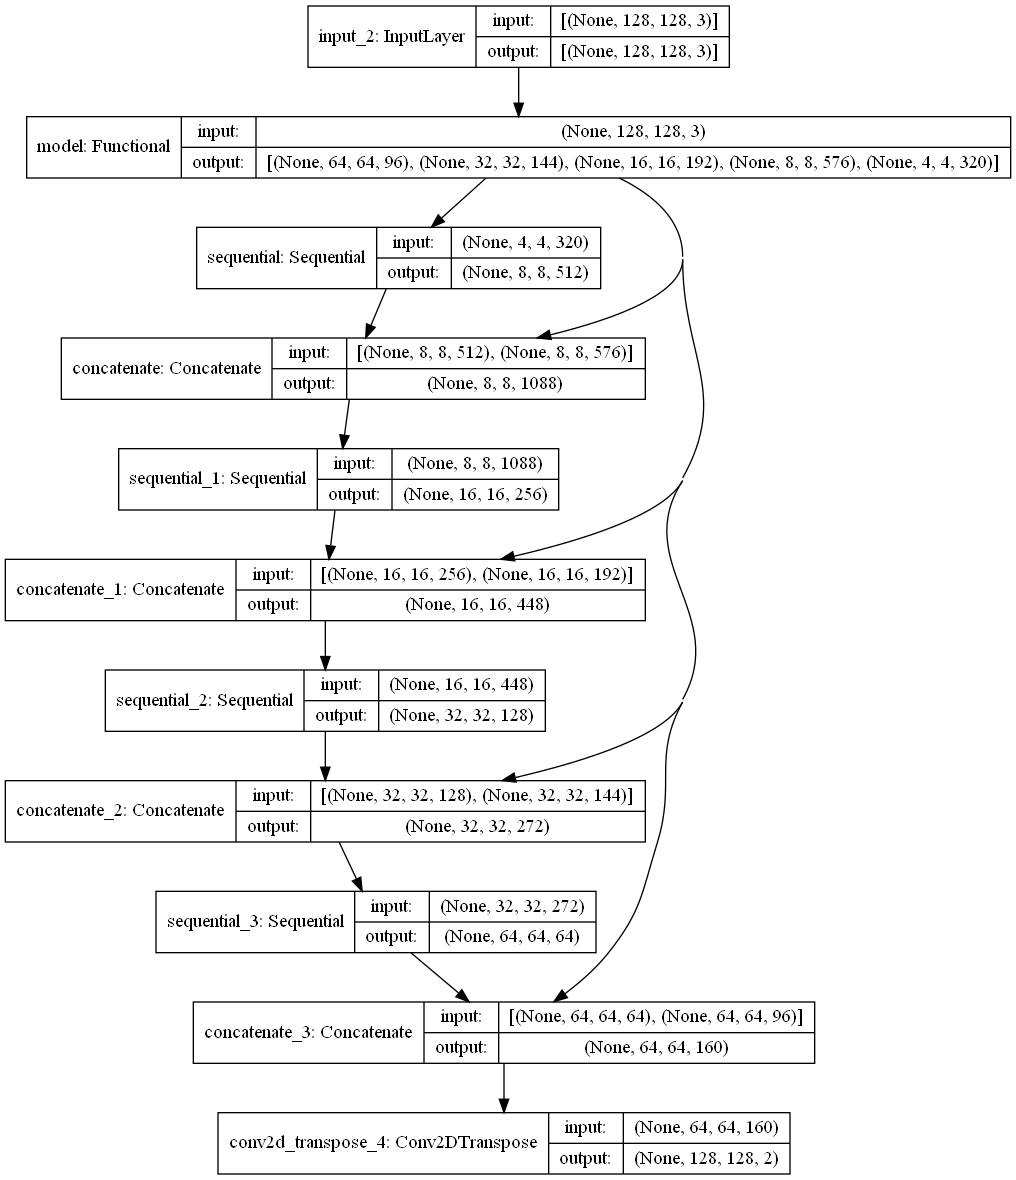 input_2: InputLayer
input: [(None, 128, 128, 3)]
output: [(None, 128, 128, 3)]
model: Functional
input: (None, 128, 128, 3)
output: [(None, 64, 64, 96), (None, 32, 32, 144), (None, 16, 16, 192), (None, 8, 8, 576), (None, 4, 4, 320)]
sequential: Sequential
input: (None, 4, 4, 320)
output: (None, 8, 8, 512)
concatenate: Concatenate
input: [(None, 8, 8, 512), (None, 8, 8, 576)]
output: (None, 8, 8, 1088)
sequential_1: Sequential
input: (None, 8, 8, 1088)
output: (None, 16, 16, 256)
concatenate_1: Concatenate
input: [(None, 16, 16, 256), (None, 16, 16, 192)]
output: (None, 16, 16, 448)
sequential_2: Sequential
input: (None, 16, 16, 448)
output: (None, 32, 32, 128)
concatenate_2: Concatenate
input: [(None, 32, 32, 128), (None, 32, 32, 144)]
output: (None, 32, 32, 272)
sequential_3: Sequential
input: (None, 32, 32, 272)
output: (None, 64, 64, 64)
concatenate_3: Concatenate
input: [(None, 64, 64, 64), (None, 64, 64, 96)]
output: (None, 64, 64, 160)
conv2d_transpose_4: Conv2DTranspose
input: (None, 64, 64, 160)
output: (None, 128, 128, 2)